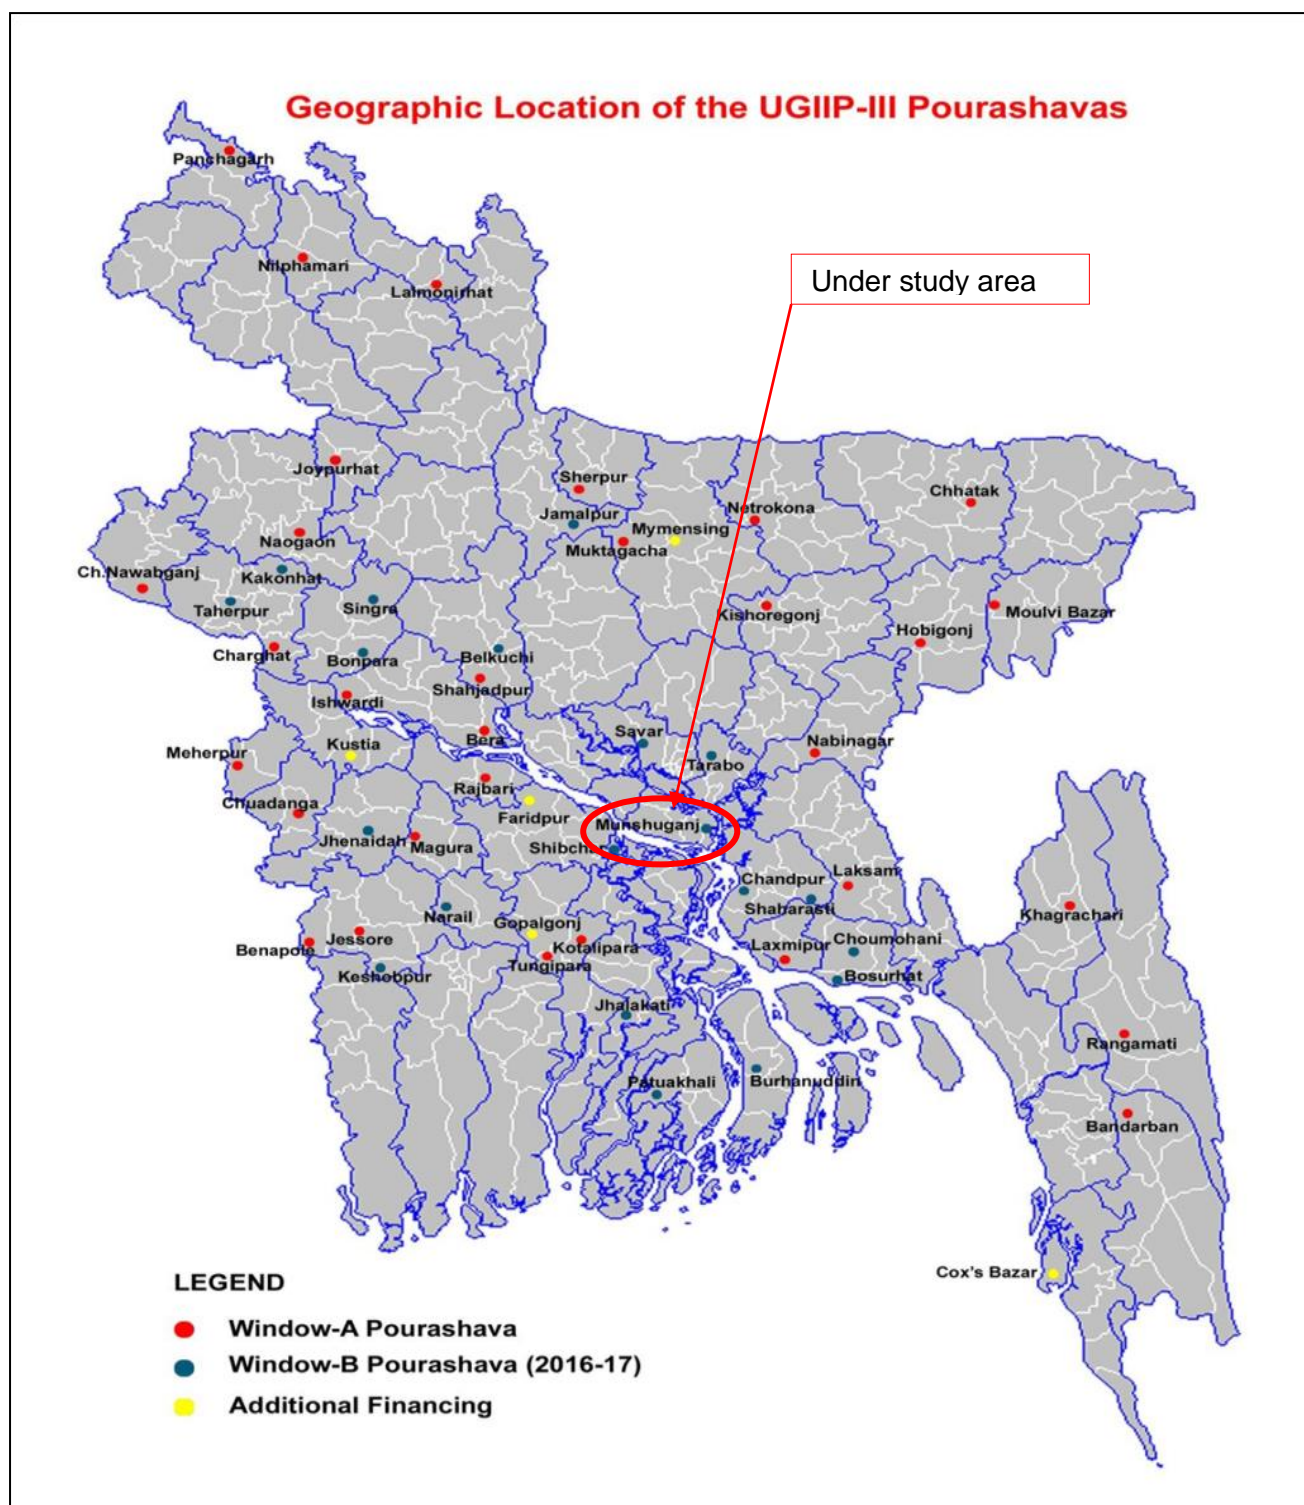 Geographic Location of the UGIIP-III Pourashavas
Panchagarh
Nilphamari
Lalmonirhat
Under study area
Joypurhat
Sherpur
Chhatak
Jamalpur
Netrokona
Mymensing
Naogaon
Muktagacha
Ch.Nawabganj
Kakonhat
Taherpur
Singra
Kishoregonj
Moulvi Bazar
Hobigonj
Charghat
Bonpara
Belkuchi
Shahjadpur
Ishwardi
Savar
Bera
Kustia
Nabinagar
Meherpur
Tarabo
Rajbari
Chuadanga
Faridpur
Munshuganj
Jhenaidah
Magura
Shibchar
Chandpur
Laksam
Shaharasti
Khagrachari
Narail
Gopalgonj
Jessore
Kotalipara
Choumohani
Benapole
Laxmipur
Tungipara
Keshobpur
Bosurhat
Jhalakati
Rangamati
Patuakhali
Burhanuddin
Bandarban
Cox's Bazar
LEGEND
Window-A Pourashava
Window-B Pourashava (2016-17)
Additional Financing